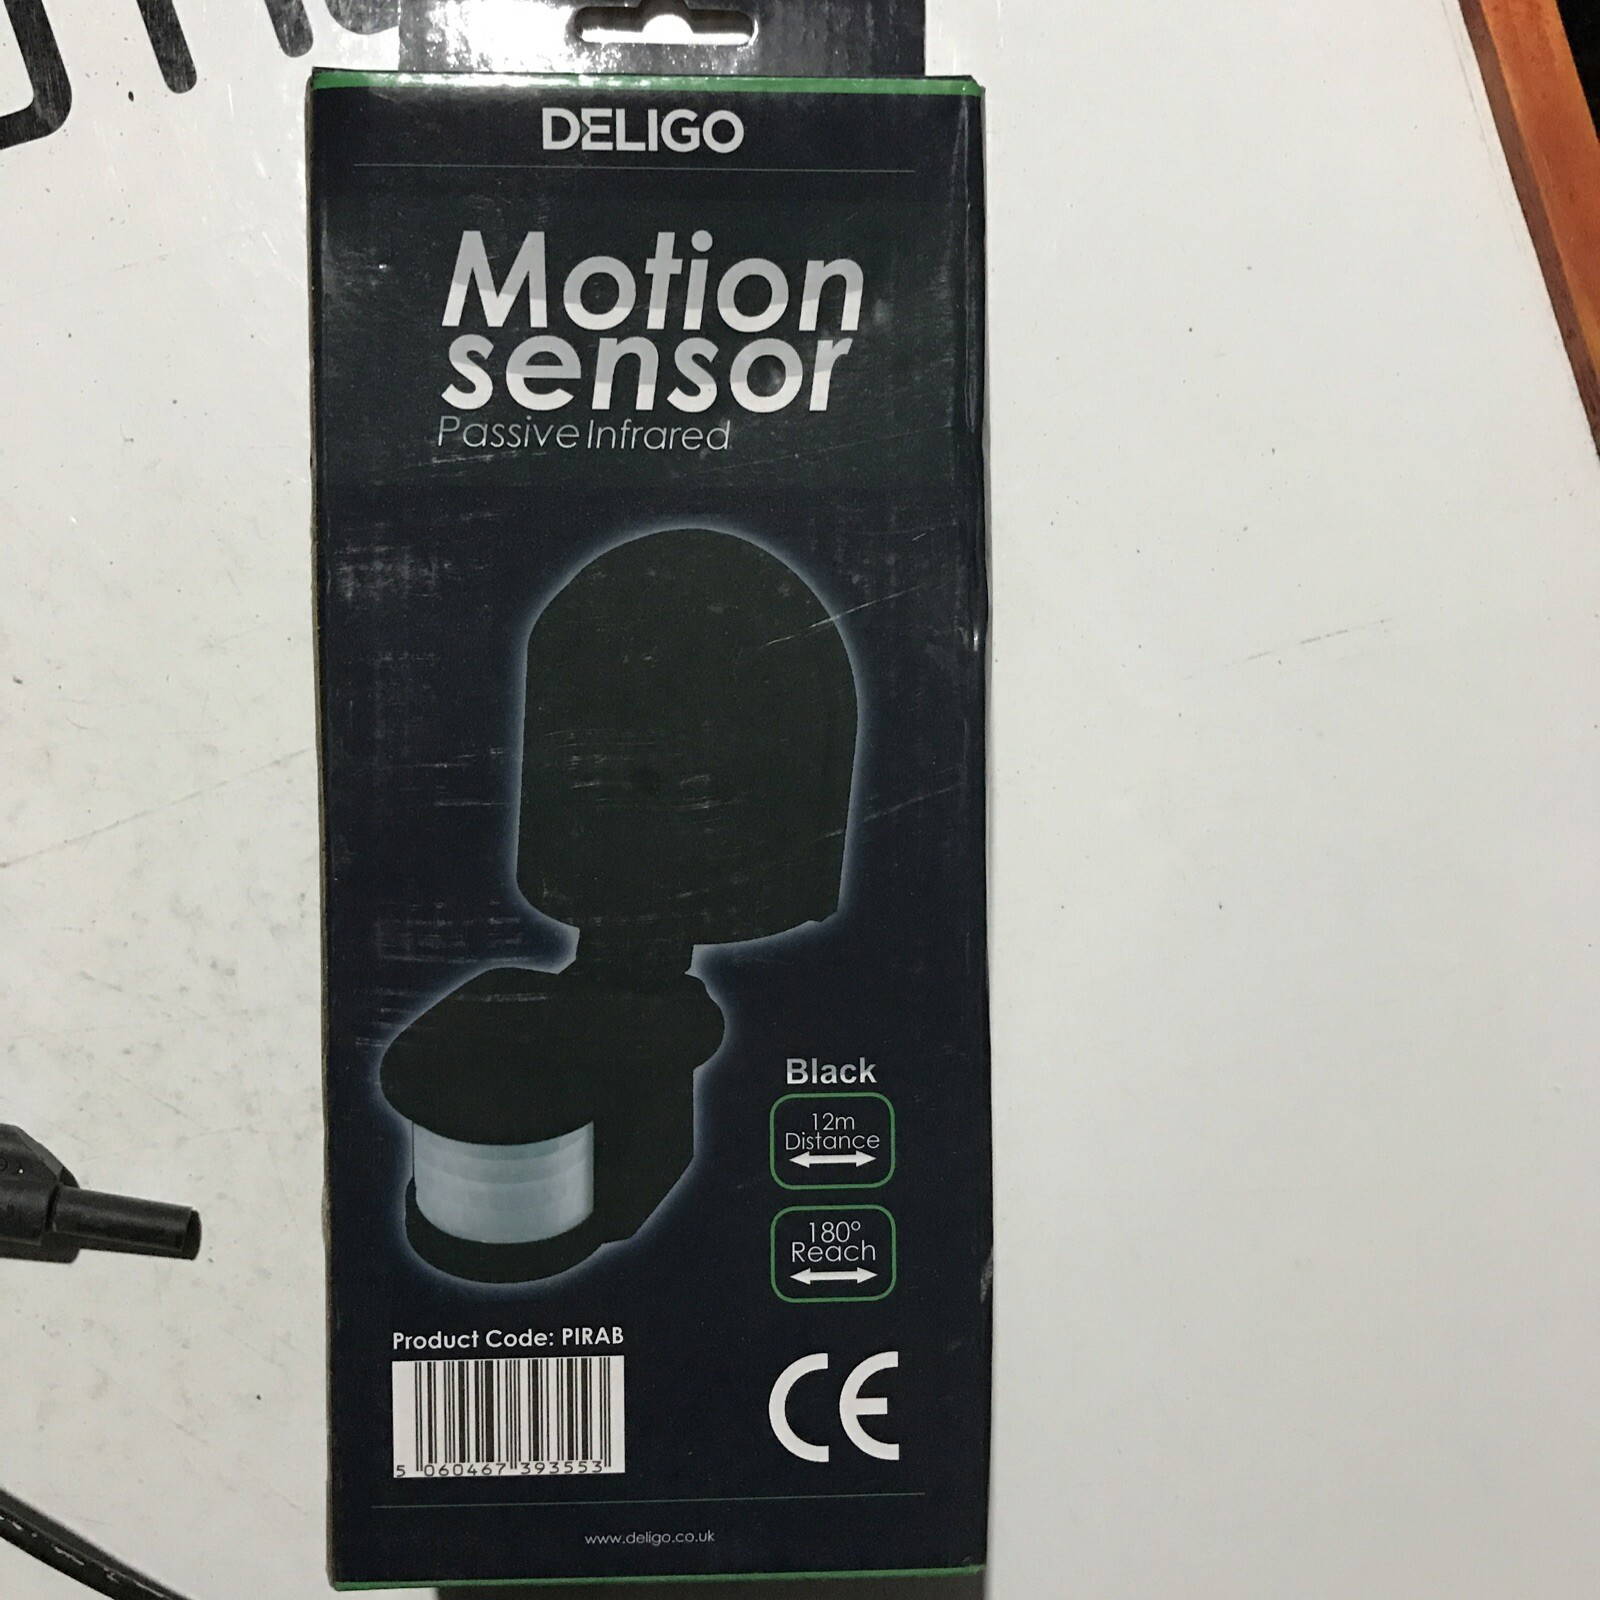 DELIGO
Motion
sensor
Passive Infrared
Black
12m
Distance
180°
Reach
Product Code: PIRAB
5 060467 393553
CE
www.deligo.co.uk